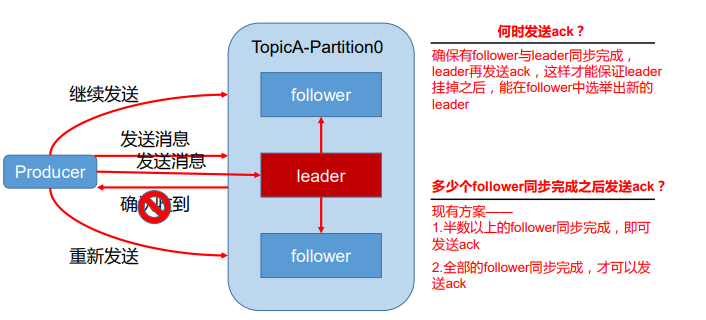 TopicA-Partition0
follower
继续发送
发送消息
发送消息
Producer
leader
确认收到
重新发送
follower
何时发送ack？
确保有follower与leader同步完成，
leader再发送ack，这样才能保证leader
挂掉之后，能在follower中选举出新的
leader
多少个follower同步完成之后发送ack？
现有方案——
1.半数以上的follower同步完成，即可
发送ack
2.全部的follower同步完成，才可以发
送ack